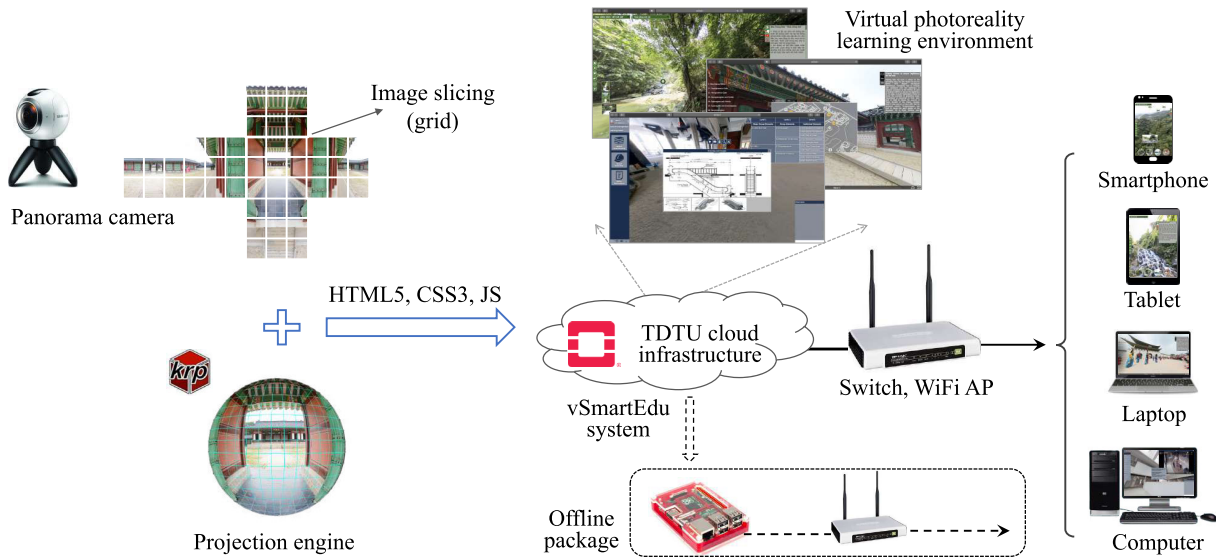 Virtual photoreality
learning environment
Image slicing
(grid)
Panorama camera
Smartphone
Tablet
HTML5, CSS3, JS
TDTU cloud
infrastructure
Switch, WiFi AP
vSmartEdu
system
Laptop
krp
Projection engine
Offline
package
Computer